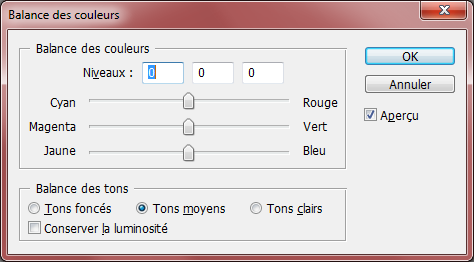 Balance des couleurs
Balance des couleurs
Niveaux : 0 0 0
OK
Annuler
Cyan Rouge
Aperçu
Magenta Vert
Jaune Bleu
Balance des tons
Tons foncés Tons moyens Tons clairs
Conserver la luminosité